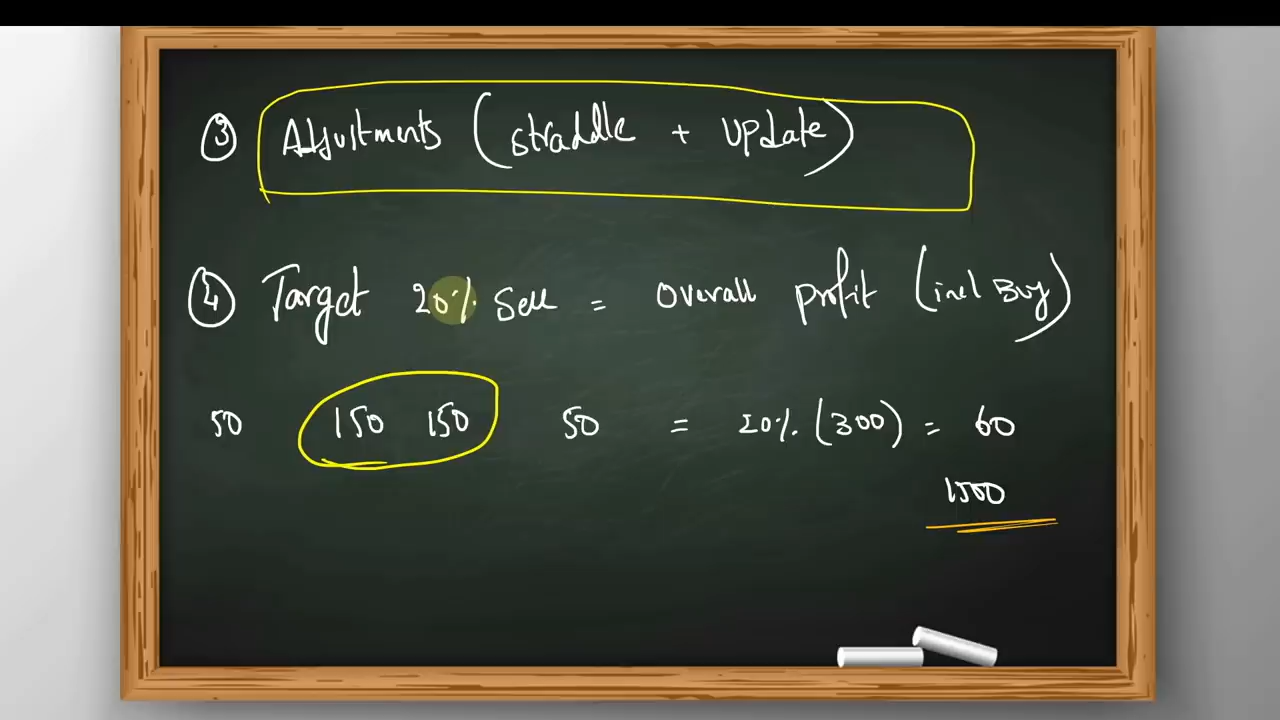 ③ Adjustments (straddle + Update)
④ Target 20% Sell = Overall profit (incl Buy)
50 150 150 50 = 20% (300) = 60
1500